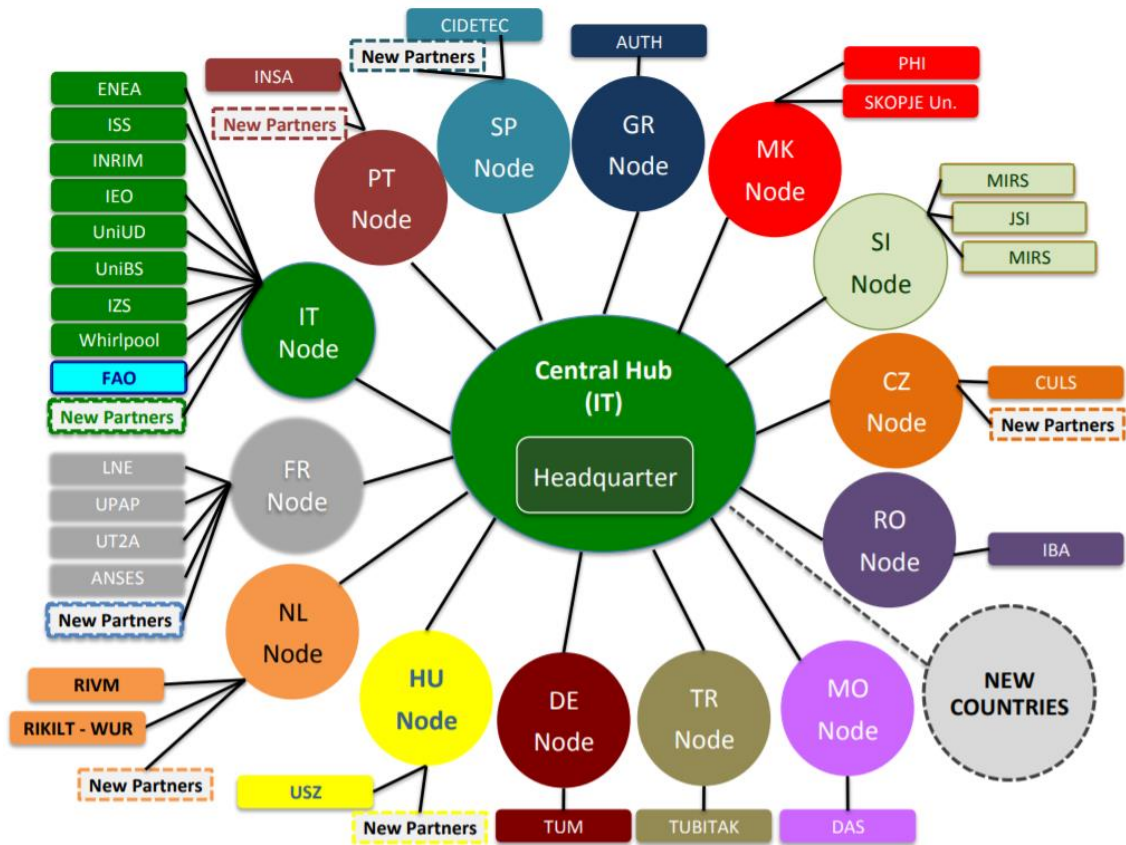 CIDETEC
New Partners
AUTH
PHI
SKOPJE Un.
INSA
New Partners
ENEA
ISS
INRIM
IEO
UniUD
UniBS
IZS
Whirlpool
FAO
New Partners
SP
Node
GR
Node
MK
Node
PT
Node
MIRS
JSI
MIRS
SI
Node
IT
Node
Central Hub
(IT)
Headquarter
CZ
Node
CULS
New Partners
LNE
UPAP
UT2A
ANSES
New Partners
FR
Node
RO
Node
IBA
NL
Node
RIVM
RIKILT - WUR
New Partners
HU
Node
DE
Node
TR
Node
MO
Node
NEW
COUNTRIES
USZ
New Partners
TUM
TUBITAK
DAS